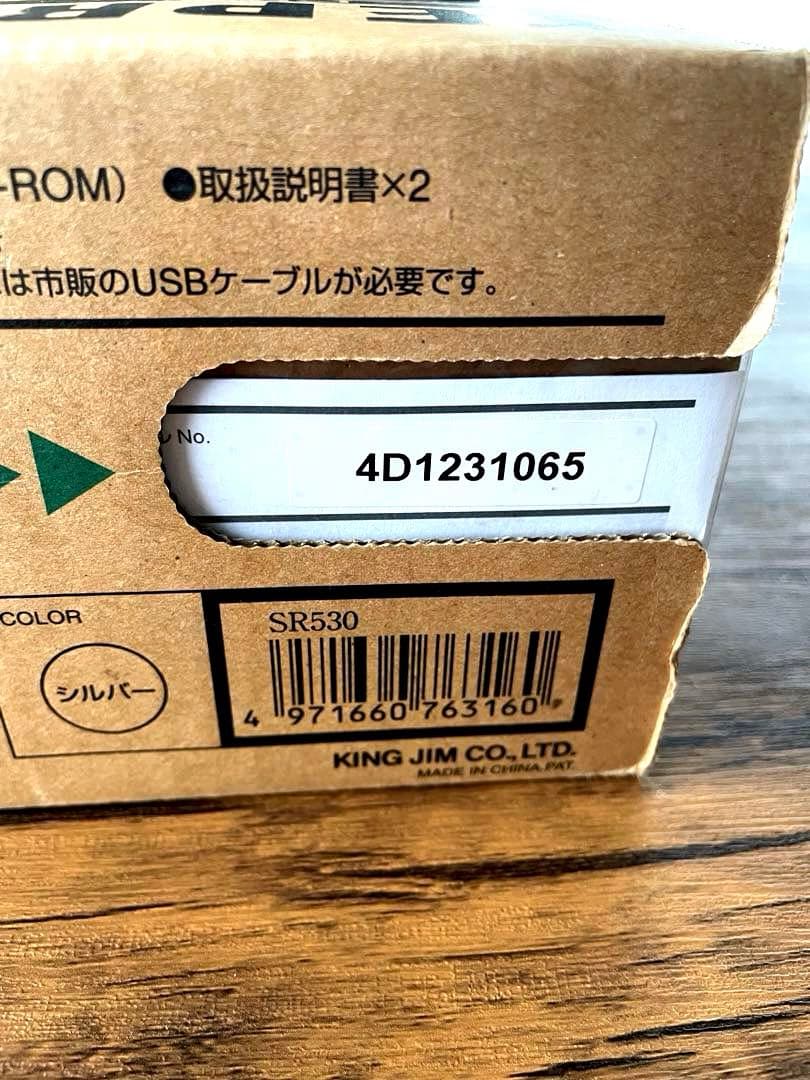 -ROM) ●取扱説明書×2
は市販のUSBケーブルが必要です。
No.
4D1231065
COLOR
シルバー
SR530
4 971660 763160
KING JIM CO., LTD.
MADE IN CHINA.PAT.